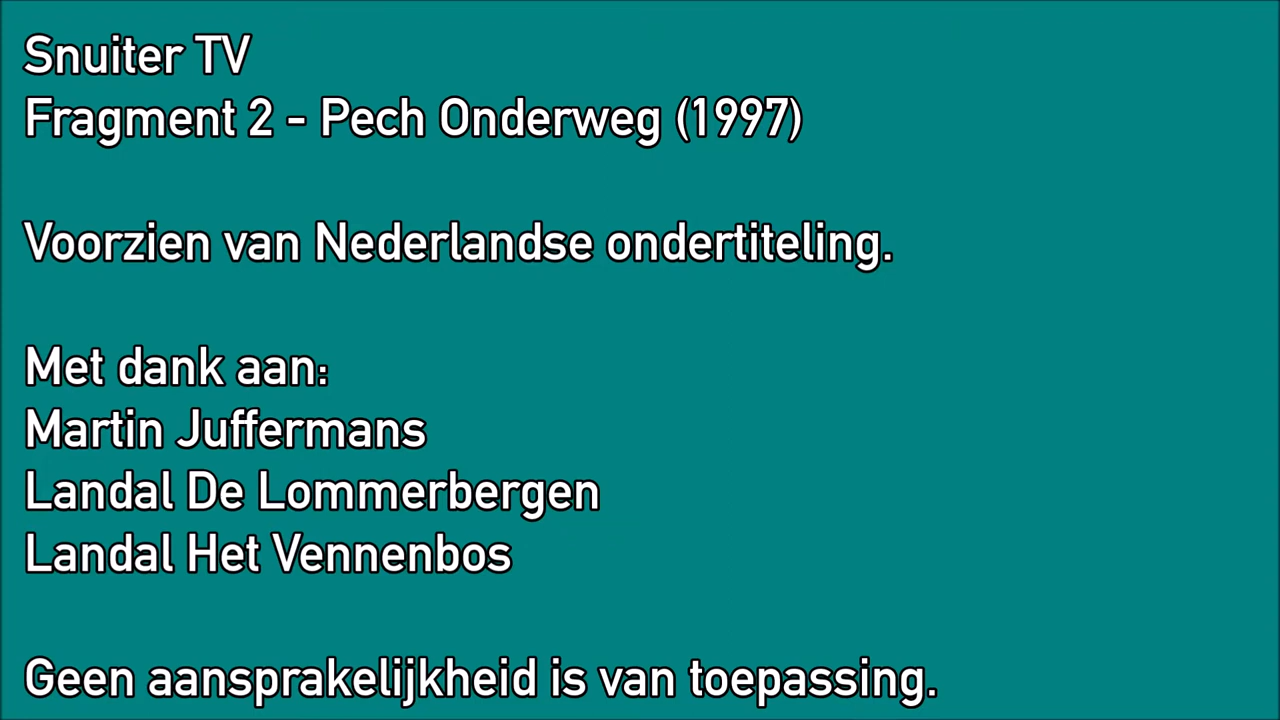 Snuiter TV
Fragment 2 - Pech Onderweg (1997)
Voorzien van Nederlandse ondertiteling.
Met dank aan:
Martin Juffermans
Landal De Lommerbergen
Landal Het Vennenbos
Geen aansprakelijkheid is van toepassing.